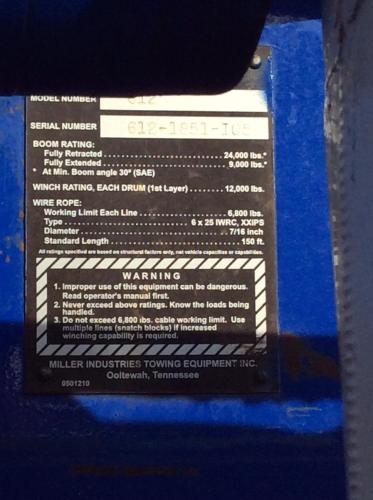 MODEL NUMBER 612
SERIAL NUMBER 612-1851-I05
BOOM RATING:
Fully Retracted ........................... 24,000 lbs.*
Fully Extended ............................ 9,000 lbs.*
* At Min. Boom angle 30° (SAE)
WINCH RATING, EACH DRUM (1st Layer) ........ 12,000 lbs.
WIRE ROPE:
Working Limit Each Line .................... 6,800 lbs.
Type ........................ 6 x 25 IWRC, XXIPS
Diameter ................................ 7/16 inch
Standard Length ............................ 150 ft.
All ratings specified are based on structural factors only, not vehicle capacities or capabilities.
WARNING
1. Improper use of this equipment can be dangerous.
Read operator's manual first.
2. Never exceed above ratings. Know the loads being
handled.
3. Do not exceed 6,800 lbs. cable working limit. Use
multiple lines (snatch blocks) if increased
winching capability is required.
MILLER INDUSTRIES TOWING EQUIPMENT INC.
Ooltewah, Tennessee
0501210